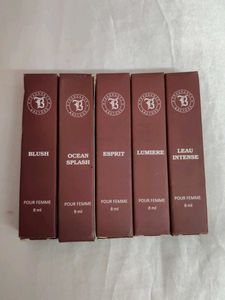 B
BLUSH
POUR FEMME
8 ml
B
OCEAN
SPLASH
POUR FEMME
8 ml
B
ESPRIT
POUR FEMME
8 ml
B
LUMIERE
POUR FEMME
8 ml
B
LEAU
INTENSE
POUR FEMME
8 ml